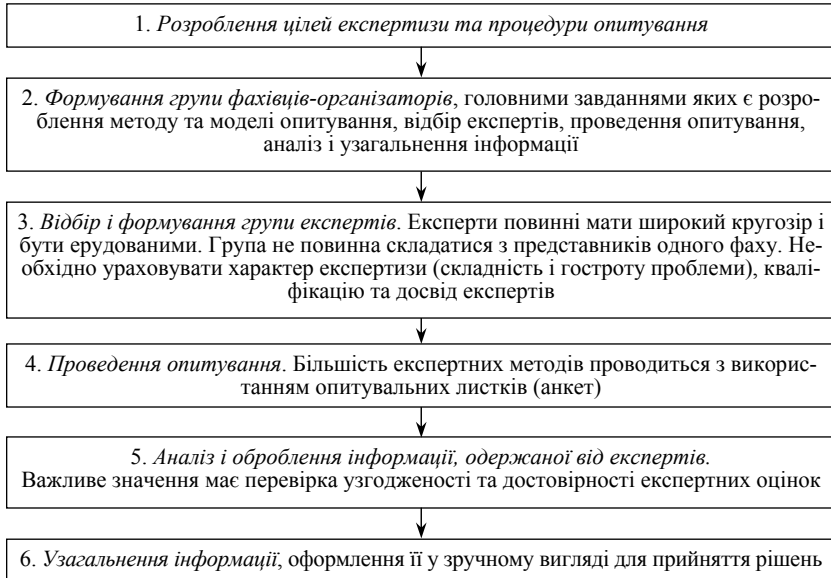 1. Розроблення цілей експертизи та процедури опитування
2. Формування групи фахівців-організаторів, головними завданнями яких є розро-
блення методу та моделі опитування, відбір експертів, проведення опитування,
аналіз і узагальнення інформації
3. Відбір і формування групи експертів. Експерти повинні мати широкий кругозір і
бути ерудованими. Група не повинна складатися з представників одного фаху. Не-
обхідно ураховувати характер експертизи (складність і гостроту проблеми), квалі-
фікацію та досвід експертів
4. Проведення опитування. Більшість експертних методів проводиться з викорис-
танням опитувальних листків (анкет)
5. Аналіз і оброблення інформації, одержаної від експертів.
Важливе значення має перевірка узгодженості та достовірності експертних оцінок
6. Узагальнення інформації, оформлення її у зручному вигляді для прийняття рішень